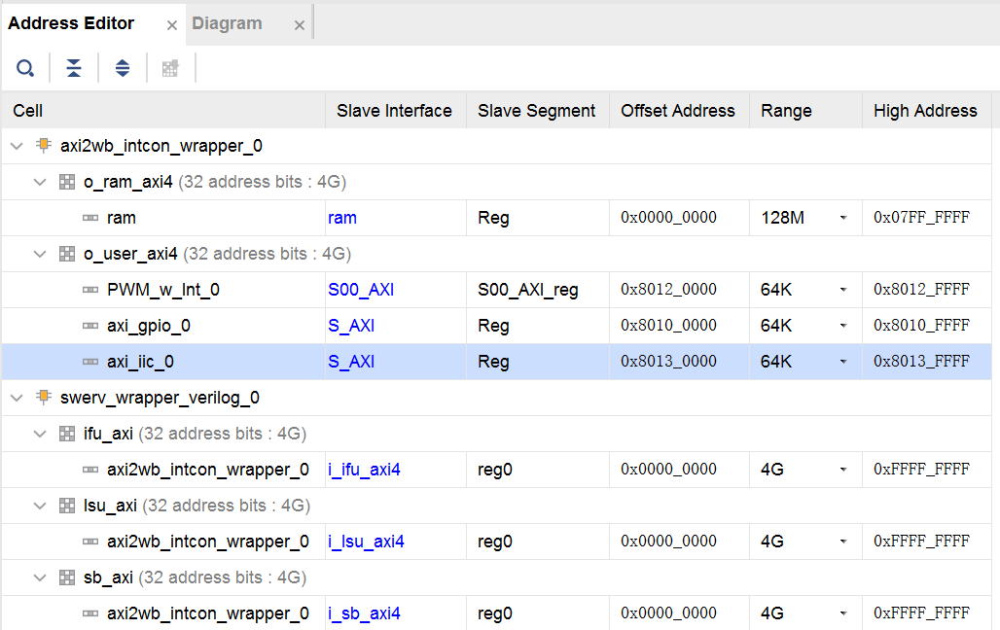 Address Editor × Diagram ×
Cell Slave Interface Slave Segment Offset Address Range High Address
axi2wb_intcon_wrapper_0
o_ram_axi4 (32 address bits : 4G)
ram ram Reg 0x0000_0000 128M 0x07FF_FFFF
o_user_axi4 (32 address bits : 4G)
PWM_w_Int_0 S00_AXI S00_AXI_reg 0x8012_0000 64K 0x8012_FFFF
axi_gpio_0 S_AXI Reg 0x8010_0000 64K 0x8010_FFFF
axi_iic_0 S_AXI Reg 0x8013_0000 64K 0x8013_FFFF
swerv_wrapper_verilog_0
ifu_axi (32 address bits : 4G)
axi2wb_intcon_wrapper_0 i_ifu_axi4 reg0 0x0000_0000 4G 0xFFFF_FFFF
lsu_axi (32 address bits : 4G)
axi2wb_intcon_wrapper_0 i_lsu_axi4 reg0 0x0000_0000 4G 0xFFFF_FFFF
sb_axi (32 address bits : 4G)
axi2wb_intcon_wrapper_0 i_sb_axi4 reg0 0x0000_0000 4G 0xFFFF_FFFF